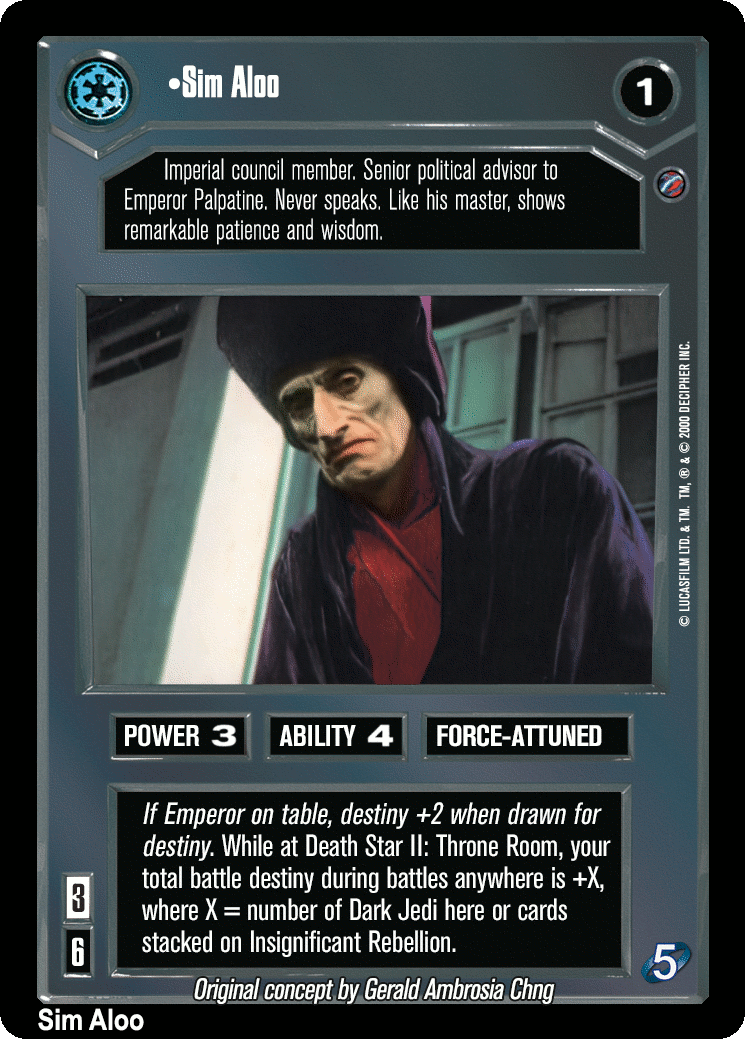 •Sim Aloo
1
Imperial council member. Senior political advisor to
Emperor Palpatine. Never speaks. Like his master, shows
remarkable patience and wisdom.
© LUCASFILM LTD. & TM. TM, ® & © 2000 DECIPHER INC.
POWER 3
ABILITY 4
FORCE-ATTUNED
If Emperor on table, destiny +2 when drawn for
destiny. While at Death Star II: Throne Room, your
total battle destiny during battles anywhere is +X,
where X = number of Dark Jedi here or cards
stacked on Insignificant Rebellion.
3
6
5
Original concept by Gerald Ambrosia Chng
Sim Aloo